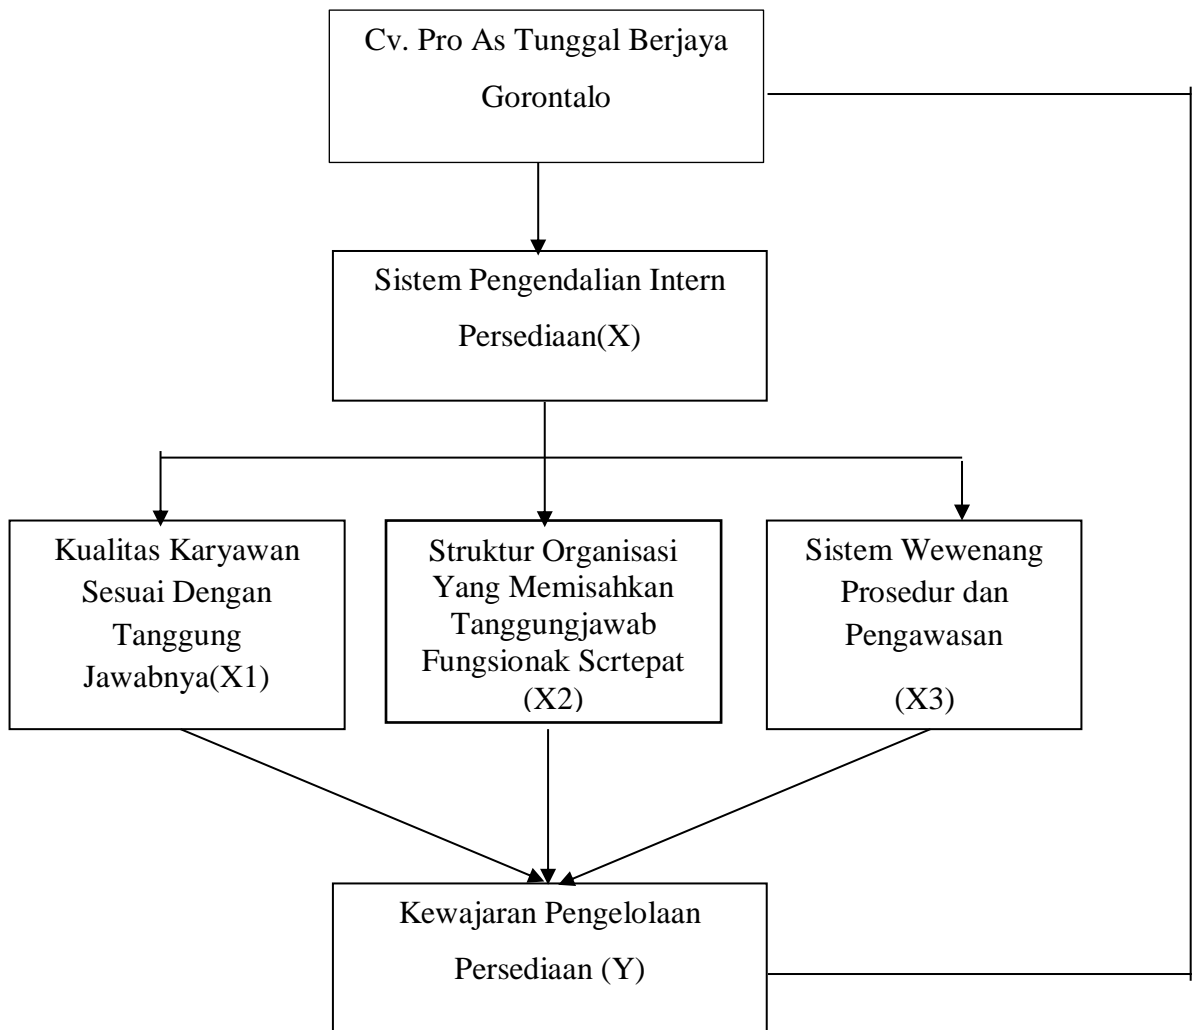 Cv. Pro As Tunggal Berjaya
Gorontalo
Sistem Pengendalian Intern
Persediaan(X)
Kualitas Karyawan
Sesuai Dengan
Tanggung
Jawabnya(X1)
Struktur Organisasi
Yang Memisahkan
Tanggungjawab
Fungsionak Scrtepat
(X2)
Sistem Wewenang
Prosedur dan
Pengawasan
(X3)
Kewajaran Pengelolaan
Persediaan (Y)